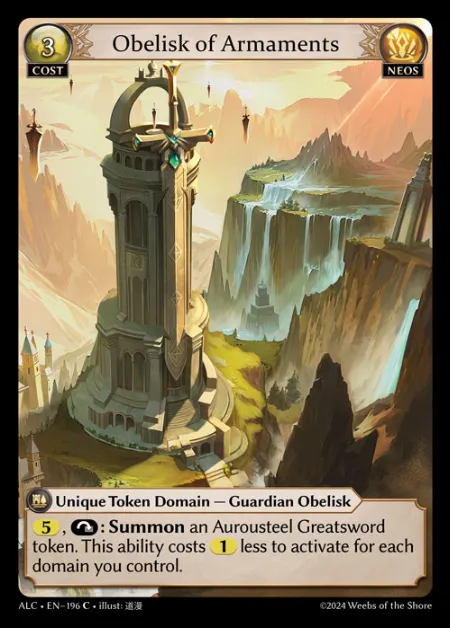 3
COST
Obelisk of Armaments
NEOS
Unique Token Domain — Guardian Obelisk
5 , : Summon an Aurousteel Greatsword
token. This ability costs 1 less to activate for each
domain you control.
ALC • EN–196 C • illust: 道漫
©2024 Weebs of the Shore